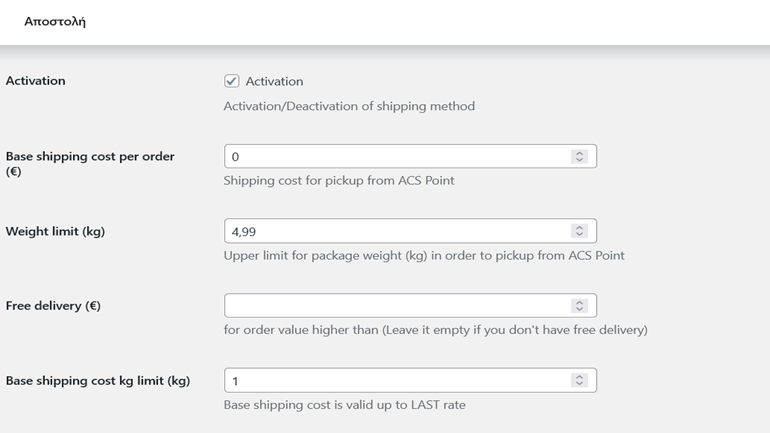 Αποστολή
Activation
Activation
Activation/Deactivation of shipping method
Base shipping cost per order
(€)
0
Shipping cost for pickup from ACS Point
Weight limit (kg)
4,99
Upper limit for package weight (kg) in order to pickup from ACS Point
Free delivery (€)
for order value higher than (Leave it empty if you don't have free delivery)
Base shipping cost kg limit (kg)
1
Base shipping cost is valid up to LAST rate